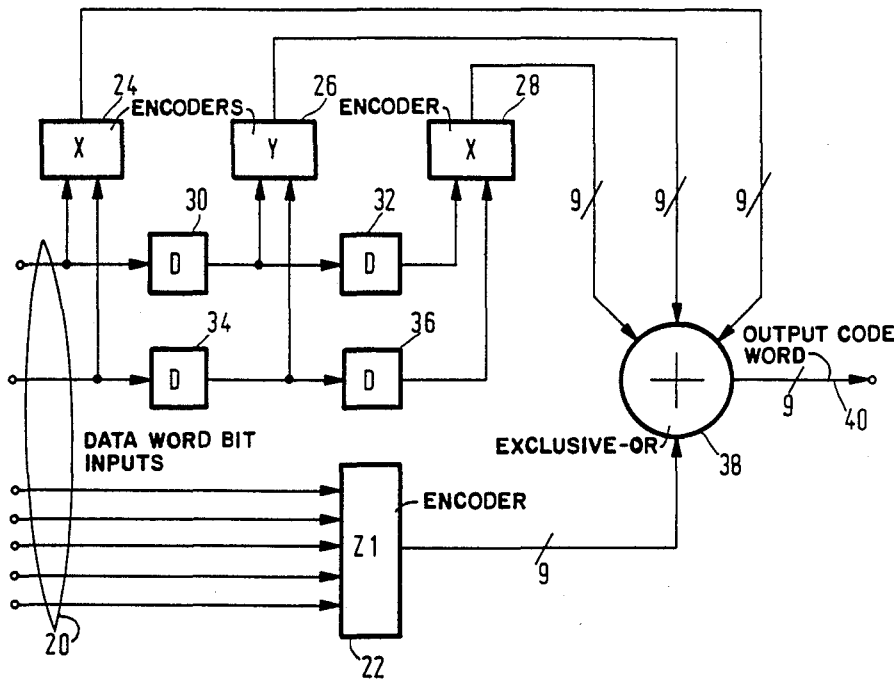 24
26
28
ENCODERS
ENCODER
X
Y
X
30
32
9
9
9
D
D
34
36
D
D
OUTPUT CODE
WORD
9
40
DATA WORD BIT
INPUTS
EXCLUSIVE-OR
38
ENCODER
Z1
9
20
22